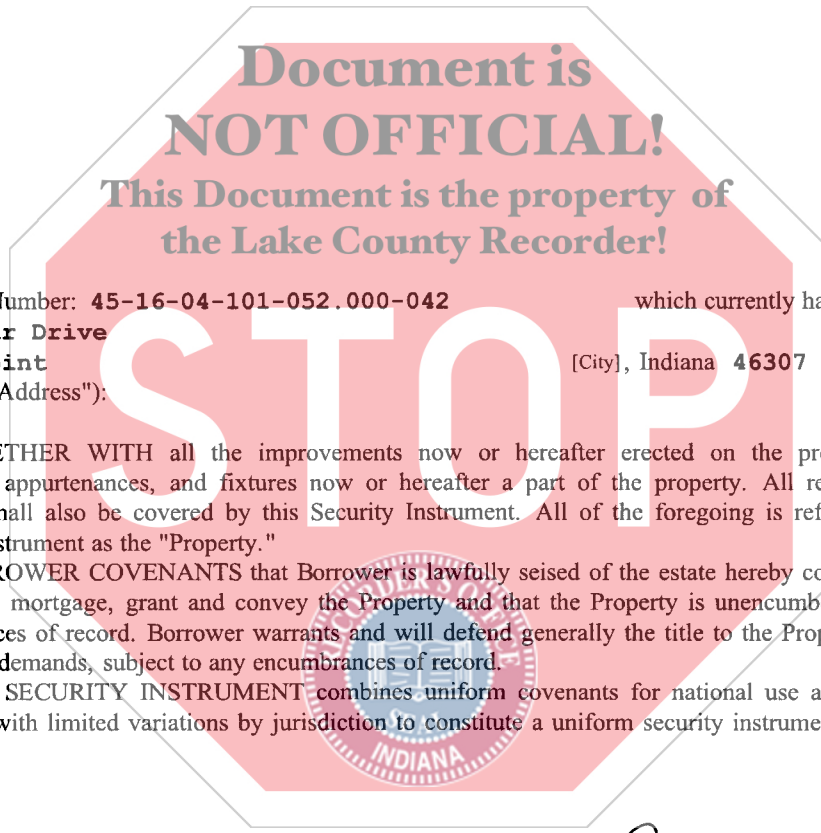 Document is
NOT OFFICIAL!
This Document is the property of
the Lake County Recorder!
Number: 45-16-04-101-052.000-042 which currently ha
r Drive
int [City], Indiana 46307
Address"):
STOP
ETHER WITH all the improvements now or hereafter erected on the pr
appurtenances, and fixtures now or hereafter a part of the property. All re
hall also be covered by this Security Instrument. All of the foregoing is ref
strument as the "Property."
ROWER COVENANTS that Borrower is lawfully seised of the estate hereby co
mortgage, grant and convey the Property and that the Property is unencumb
ces of record. Borrower warrants and will defend generally the title to the Prop
demands, subject to any encumbrances of record.
SECURITY INSTRUMENT combines uniform covenants for national use a
with limited variations by jurisdiction to constitute a uniform security instrume
RECORDER'S OFFICE
SEAL
INDIANA